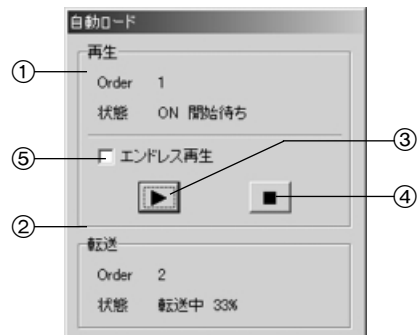 自動ロード
再生
① Order 1
状態 ON 開始待ち
③
⑤ エンドレス再生
④
②
転送
Order 2
状態 転送中 33%